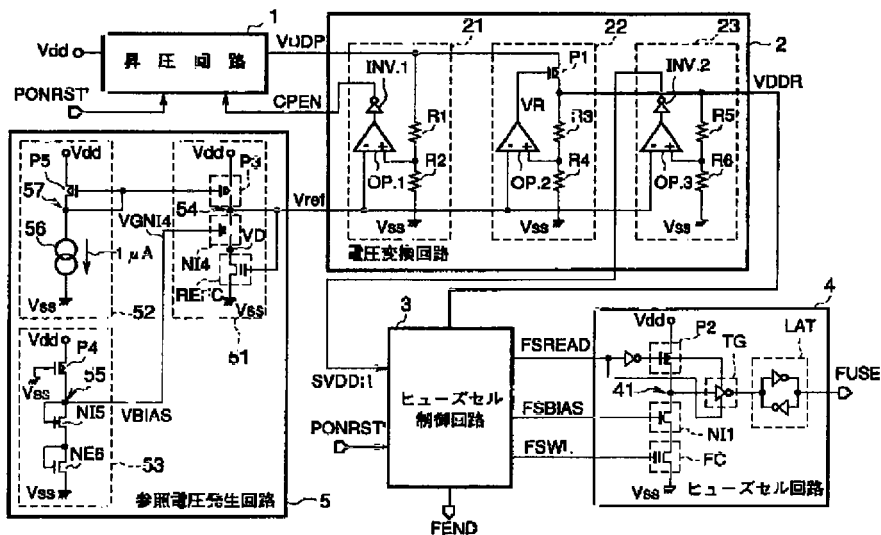 1
Vdd
昇圧回路
VUDP
PONRST
CPEN
21
22
23
2
INV.1
P1
INV.2
VDDR
VR
R1
R3
R5
R2
R4
R6
OP.1
OP.2
OP.3
Vss
Vss
Vss
電圧変換回路
Vdd
Vdd
P5
P3
57
54
Vref
56
VGNI4
VD
1 μA
NI4
REFC
Vss
Vss
52
51
Vdd
P4
Vss
55
VBIAS
NI5
NE6
53
Vss
参照電圧発生回路
5
3
ヒューズセル
制御回路
PONRST
FEND
FSREAD
FSBIAS
FSWL
4
Vdd
P2
TG
LAT
FUSE
41
NI1
FC
Vss
ヒューズセル回路